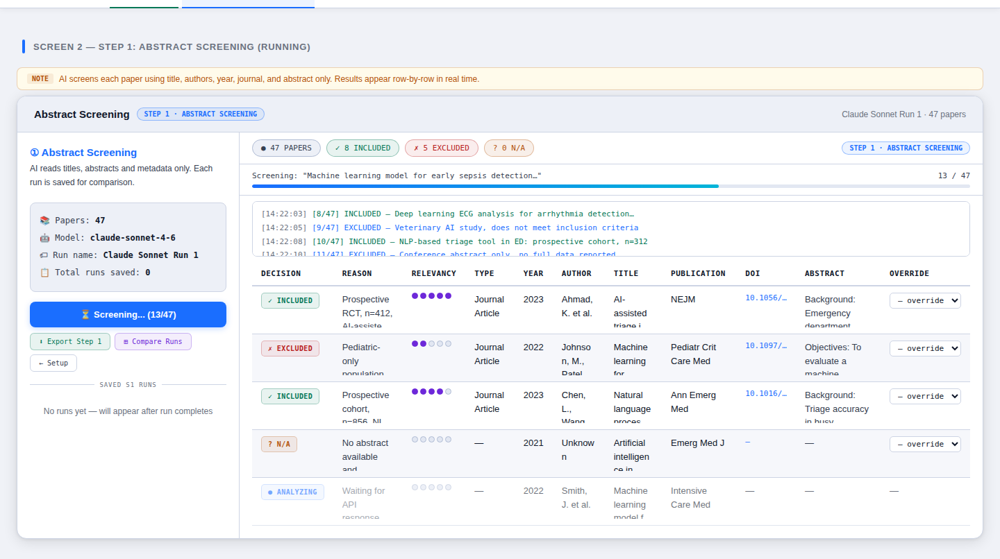 SCREEN 2 — STEP 1: ABSTRACT SCREENING (RUNNING)
NOTE AI screens each paper using title, authors, year, journal, and abstract only. Results appear row-by-row in real time.
Abstract Screening STEP 1 · ABSTRACT SCREENING Claude Sonnet Run 1 · 47 papers
① Abstract Screening
AI reads titles, abstracts and metadata only. Each
run is saved for comparison.
📚 Papers: 47
🤖 Model: claude-sonnet-4-6
🏷 Run name: Claude Sonnet Run 1
📋 Total runs saved: 0
⏳ Screening... (13/47)
⬇ Export Step 1 ⊞ Compare Runs
← Setup
SAVED S1 RUNS
No runs yet — will appear after run completes
● 47 PAPERS ✓ 8 INCLUDED ✗ 5 EXCLUDED ? 0 N/A STEP 1 · ABSTRACT SCREENING
Screening: "Machine learning model for early sepsis detection…" 13 / 47
[14:22:03] [8/47] INCLUDED — Deep learning ECG analysis for arrhythmia detection…
[14:22:05] [9/47] EXCLUDED — Veterinary AI study, does not meet inclusion criteria
[14:22:08] [10/47] INCLUDED — NLP-based triage tool in ED: prospective cohort, n=312
[14:22:10] [11/47] EXCLUDED — Conference abstract only, no full data reported
DECISION REASON RELEVANCY TYPE YEAR AUTHOR TITLE PUBLICATION DOI ABSTRACT OVERRIDE
✓ INCLUDED Prospective Journal 2023 Ahmad, AI- NEJM 10.1056/… Background: — override
RCT, n=412, Article K. et al. assisted Emergency
AI-assiste triage i department
✗ EXCLUDED Pediatric- Journal 2022 Johnso Machine Pediatr Crit 10.1097/… Objectives: To — override
only Article n, M., learning Care Med evaluate a
population Patel for machine
✓ INCLUDED Prospective Journal 2023 Chen, Natural Ann Emerg 10.1016/… Background: — override
cohort, Article L., language Med Triage accuracy
n=856, NL Wang proces in busy
? N/A No abstract — 2021 Unknow Artificial Emerg Med J — — — override
available n intelligen
and ce in
● ANALYZING Waiting for — 2022 Smith, Machine Intensive — — —
API J. et al. learning Care Med
response model f